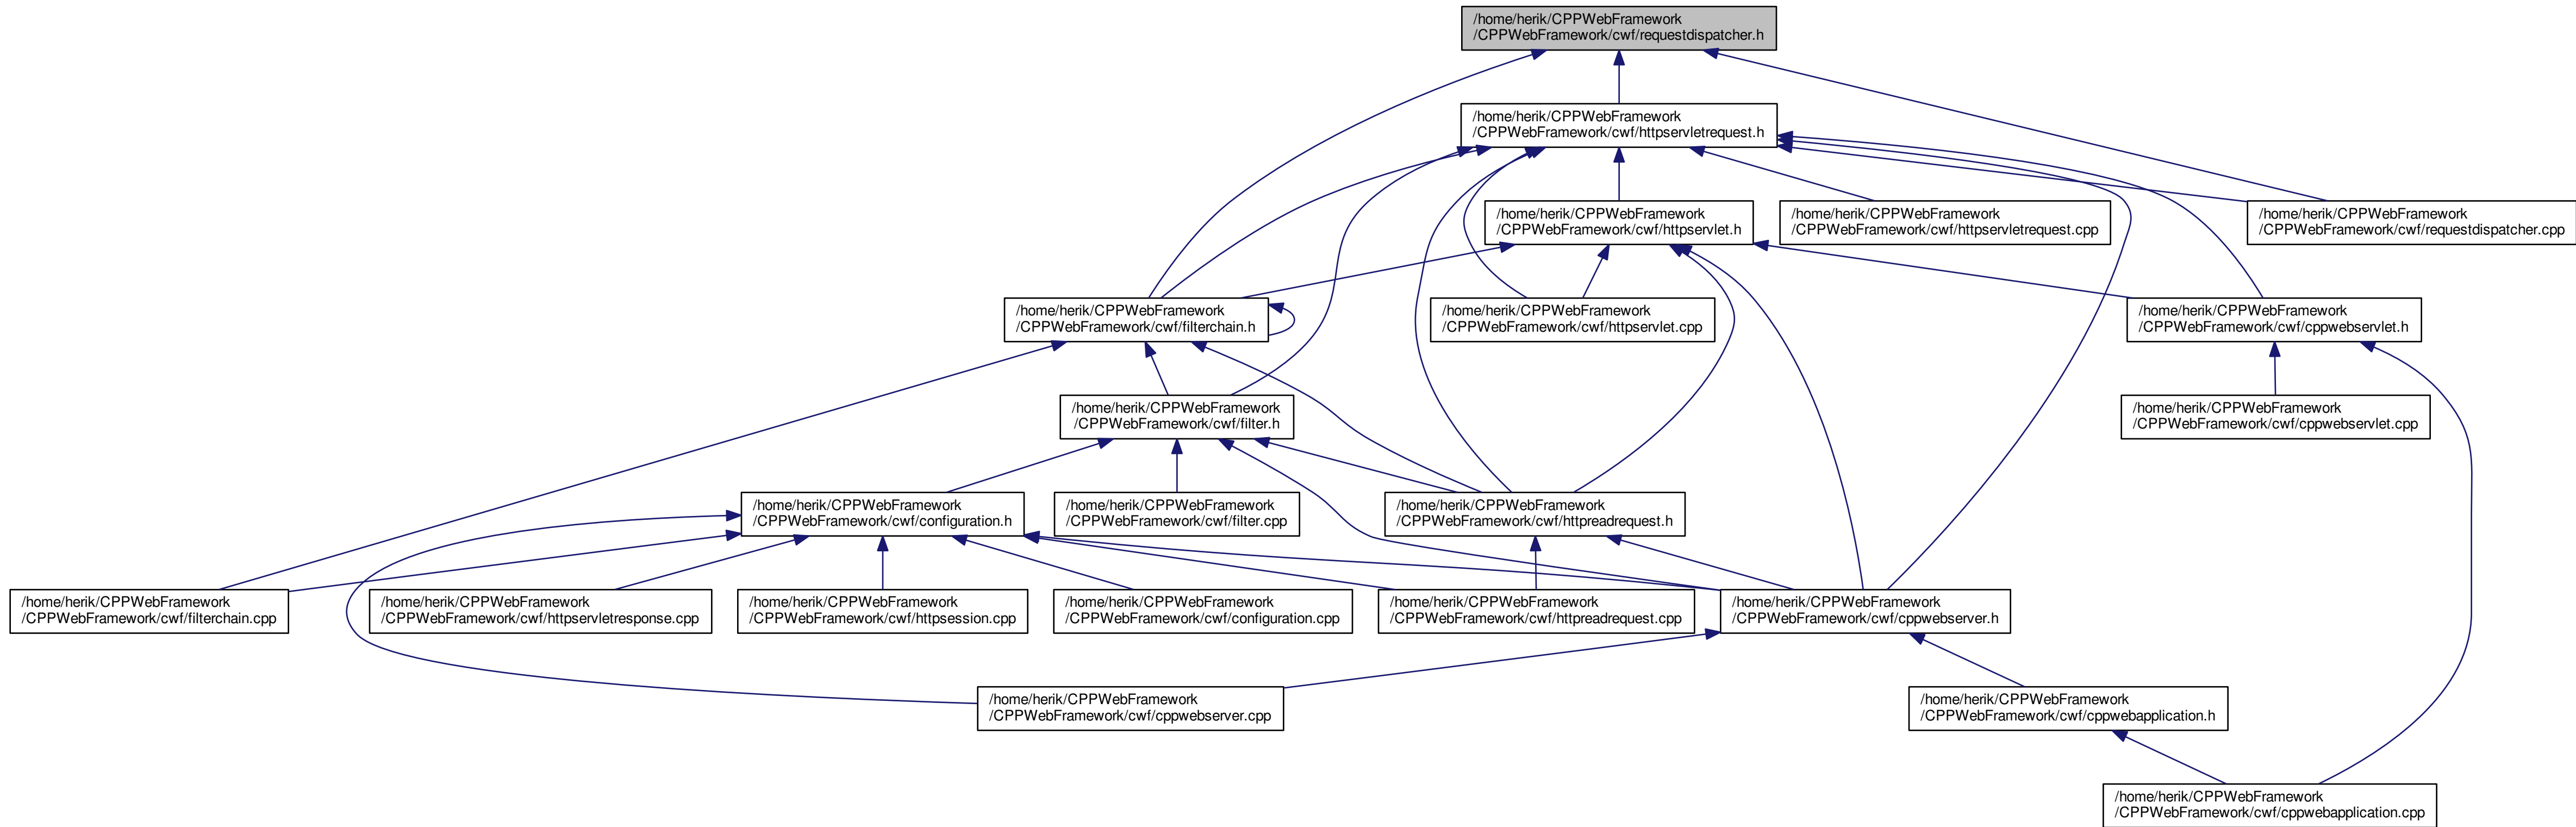 /home/herik/CPPWebFramework
/CPPWebFramework/cwf/requestdispatcher.h
/home/herik/CPPWebFramework
/CPPWebFramework/cwf/httpservletrequest.h
/home/herik/CPPWebFramework
/CPPWebFramework/cwf/httpservlet.h
/home/herik/CPPWebFramework
/CPPWebFramework/cwf/httpservletrequest.cpp
/home/herik/CPPWebFramework
/CPPWebFramework/cwf/requestdispatcher.cpp
/home/herik/CPPWebFramework
/CPPWebFramework/cwf/filterchain.h
/home/herik/CPPWebFramework
/CPPWebFramework/cwf/httpservlet.cpp
/home/herik/CPPWebFramework
/CPPWebFramework/cwf/cppwebservlet.h
/home/herik/CPPWebFramework
/CPPWebFramework/cwf/filter.h
/home/herik/CPPWebFramework
/CPPWebFramework/cwf/cppwebservlet.cpp
/home/herik/CPPWebFramework
/CPPWebFramework/cwf/configuration.h
/home/herik/CPPWebFramework
/CPPWebFramework/cwf/filter.cpp
/home/herik/CPPWebFramework
/CPPWebFramework/cwf/httpreadrequest.h
/home/herik/CPPWebFramework
/CPPWebFramework/cwf/filterchain.cpp
/home/herik/CPPWebFramework
/CPPWebFramework/cwf/httpservletresponse.cpp
/home/herik/CPPWebFramework
/CPPWebFramework/cwf/httpsession.cpp
/home/herik/CPPWebFramework
/CPPWebFramework/cwf/configuration.cpp
/home/herik/CPPWebFramework
/CPPWebFramework/cwf/httpreadrequest.cpp
/home/herik/CPPWebFramework
/CPPWebFramework/cwf/cppwebserver.h
/home/herik/CPPWebFramework
/CPPWebFramework/cwf/cppwebserver.cpp
/home/herik/CPPWebFramework
/CPPWebFramework/cwf/cppwebapplication.h
/home/herik/CPPWebFramework
/CPPWebFramework/cwf/cppwebapplication.cpp